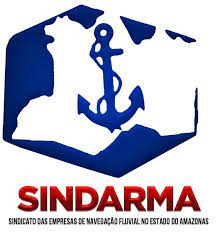 SINDARMA
SINDICATO DAS EMPRESAS DE NAVEGAÇÃO FLUVIAL NO ESTADO DO AMAZONAS